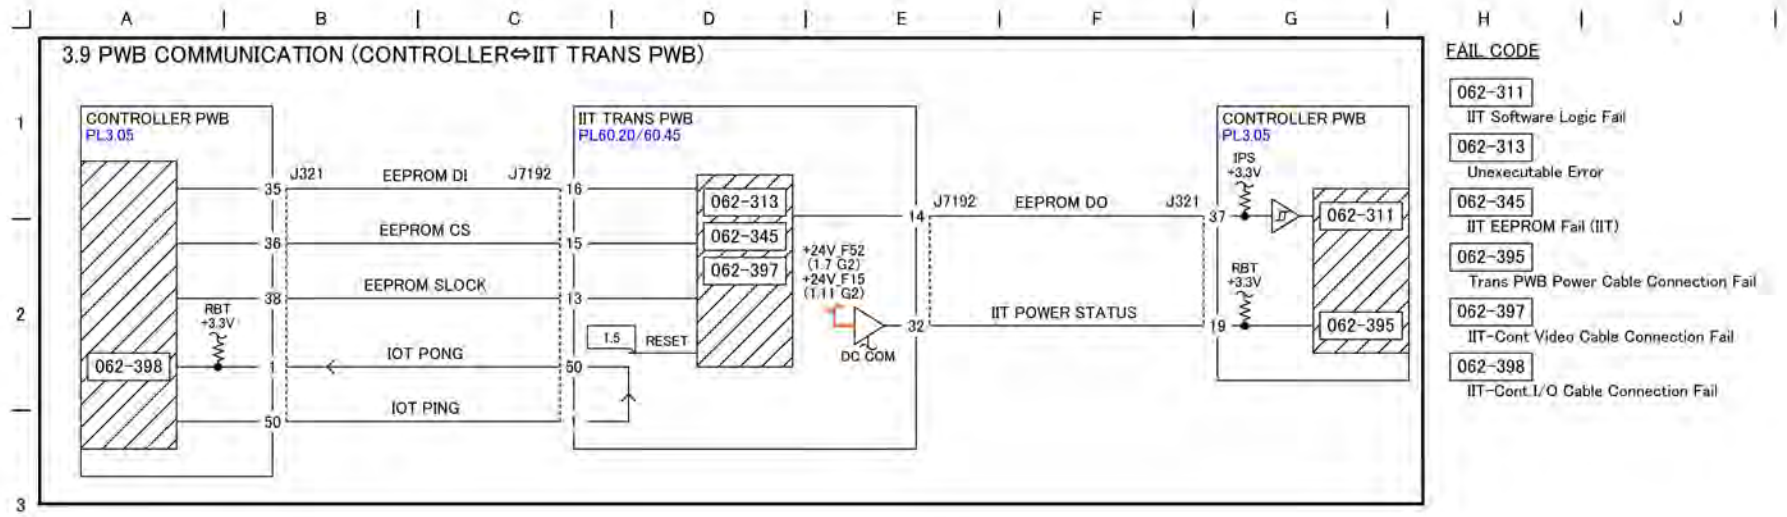 A B C D E F G H J
3.9 PWB COMMUNICATION (CONTROLLER⇔IIT TRANS PWB)
FAIL CODE
1
2
3
CONTROLLER PWB
PL3.05
062-398
RBT
+3.3V
35 J321 EEPROM DI J7192 16
36 EEPROM CS 15
38 EEPROM SLOCK 13
1 IOT PONG 50
50 IOT PING 1
IIT TRANS PWB
PL60.20/60.45
062-313
062-345
062-397
1.5 RESET
+24V_F52
(1.7 G2)
+24V_F15
(1.11 G2)
DC COM
14 J7192 EEPROM DO J321 37
32 IIT POWER STATUS 19
CONTROLLER PWB
PL3.05
IPS
+3.3V
062-311
RBT
+3.3V
062-395
062-311
IIT Software Logic Fail
062-313
Unexecutable Error
062-345
IIT EEPROM Fail (IIT)
062-395
Trans PWB Power Cable Connection Fail
062-397
IIT-Cont Video Cable Connection Fail
062-398
IIT-Cont I/O Cable Connection Fail